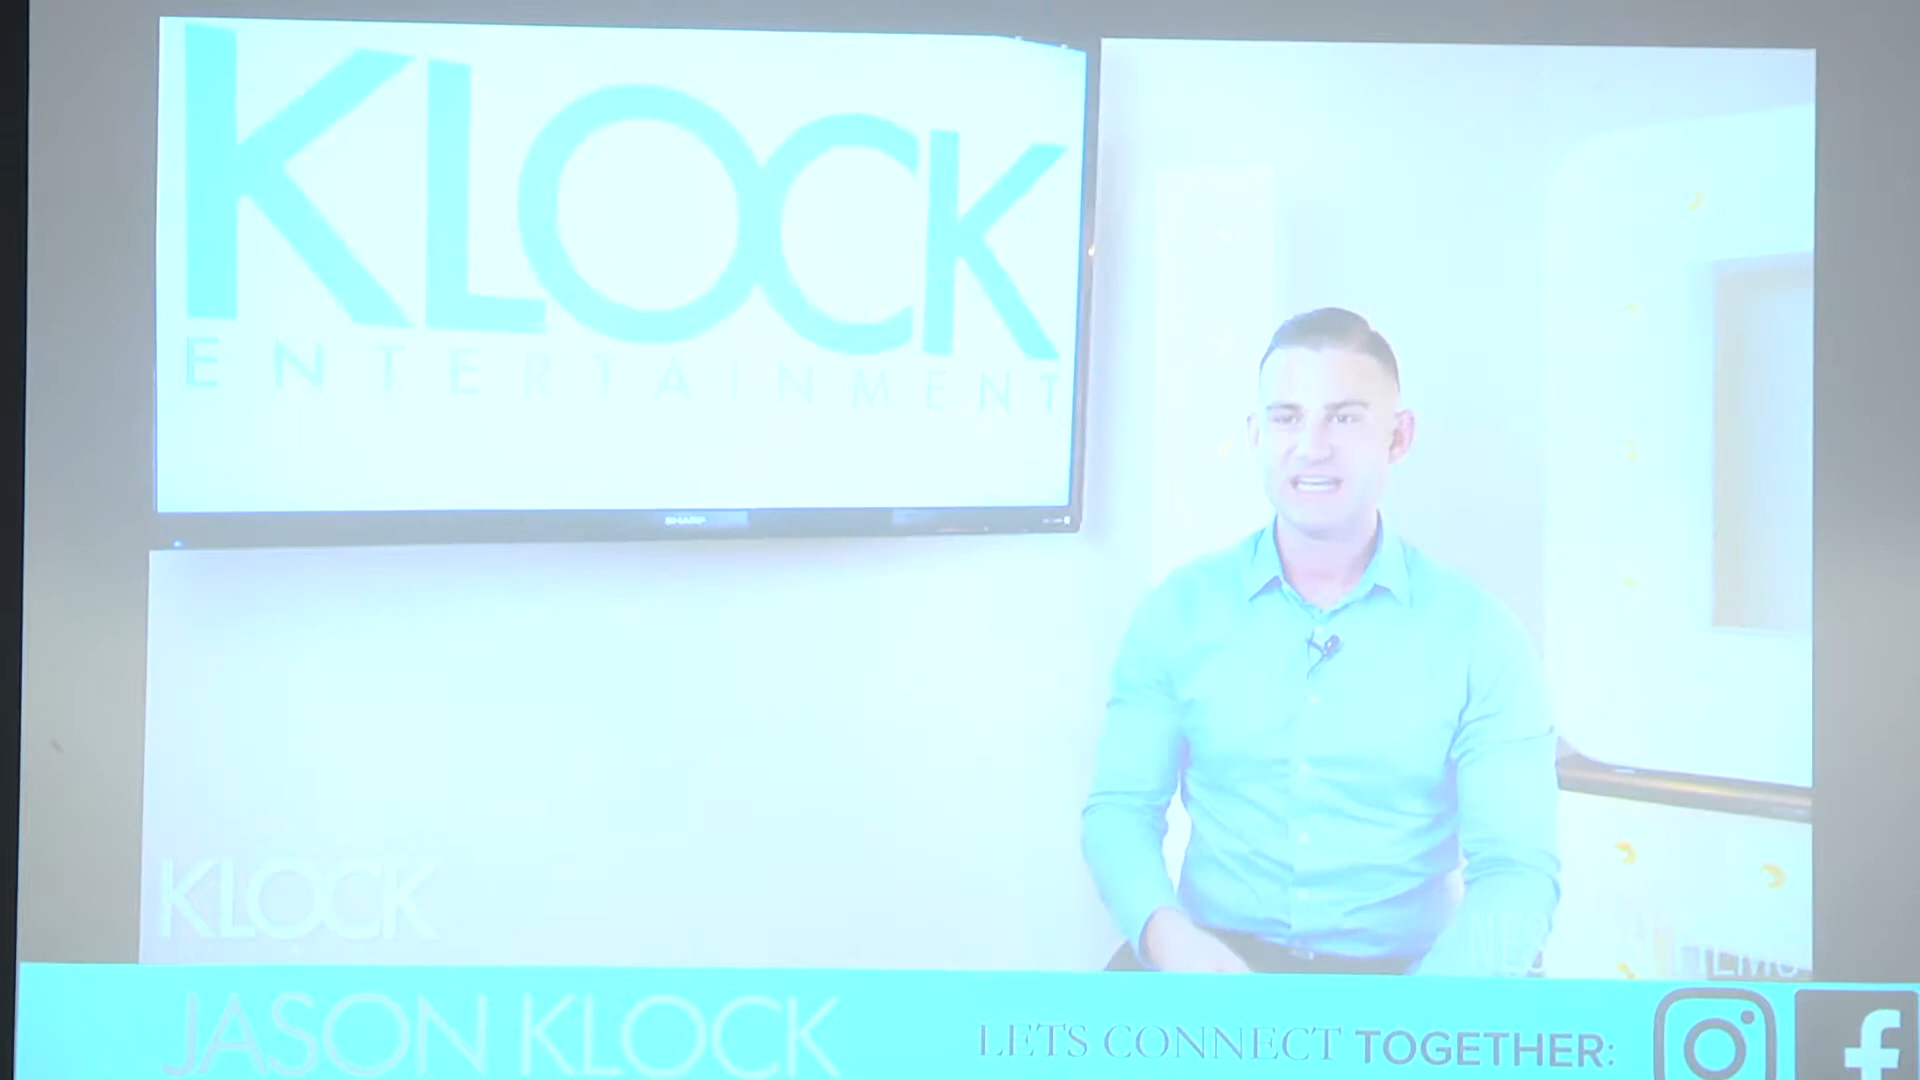 KLOCK
ENTERTAINMENT
SHARP
KLOCK
JASON KLOCK
LETS CONNECT TOGETHER: